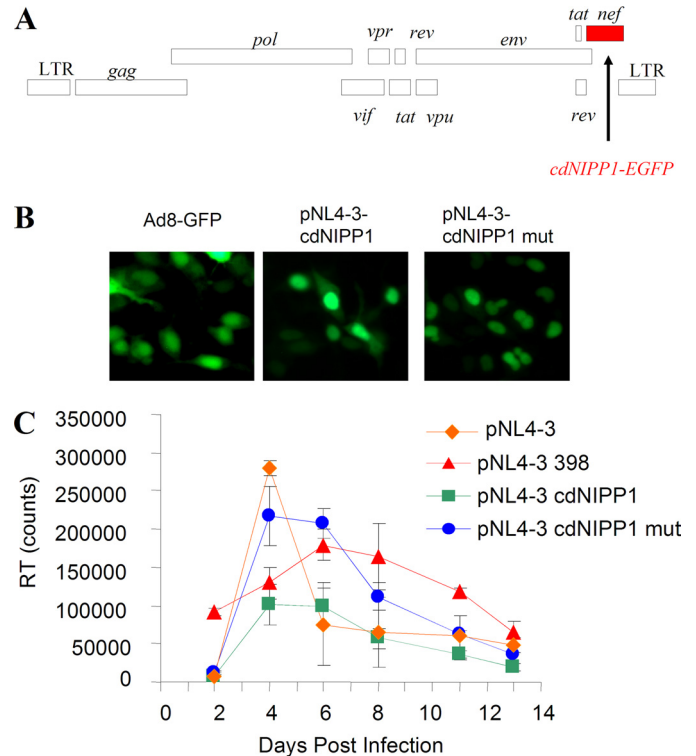 A
tat nef
vpr rev env
pol
LTR gag LTR
vif tat vpu rev
cdNIPP1-EGFP
B
Ad8-GFP pNL4-3-cdNIPP1 pNL4-3-cdNIPP1 mut
C
350000
300000
250000
200000
150000
100000
50000
0
RT (counts)
pNL4-3
pNL4-3 398
pNL4-3 cdNIPP1
pNL4-3 cdNIPP1 mut
0 2 4 6 8 10 12 14
Days Post Infection